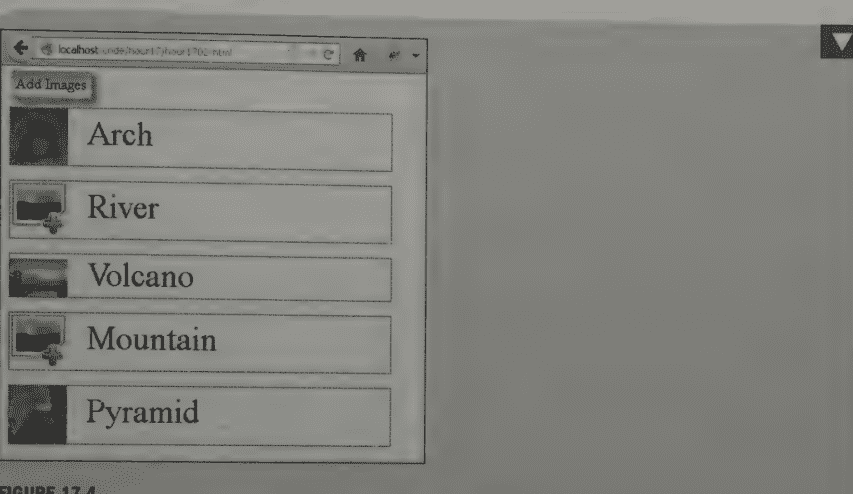 localhost
Add Images
Arch
River
Volcano
Mountain
Pyramid
FIGURE 17.4